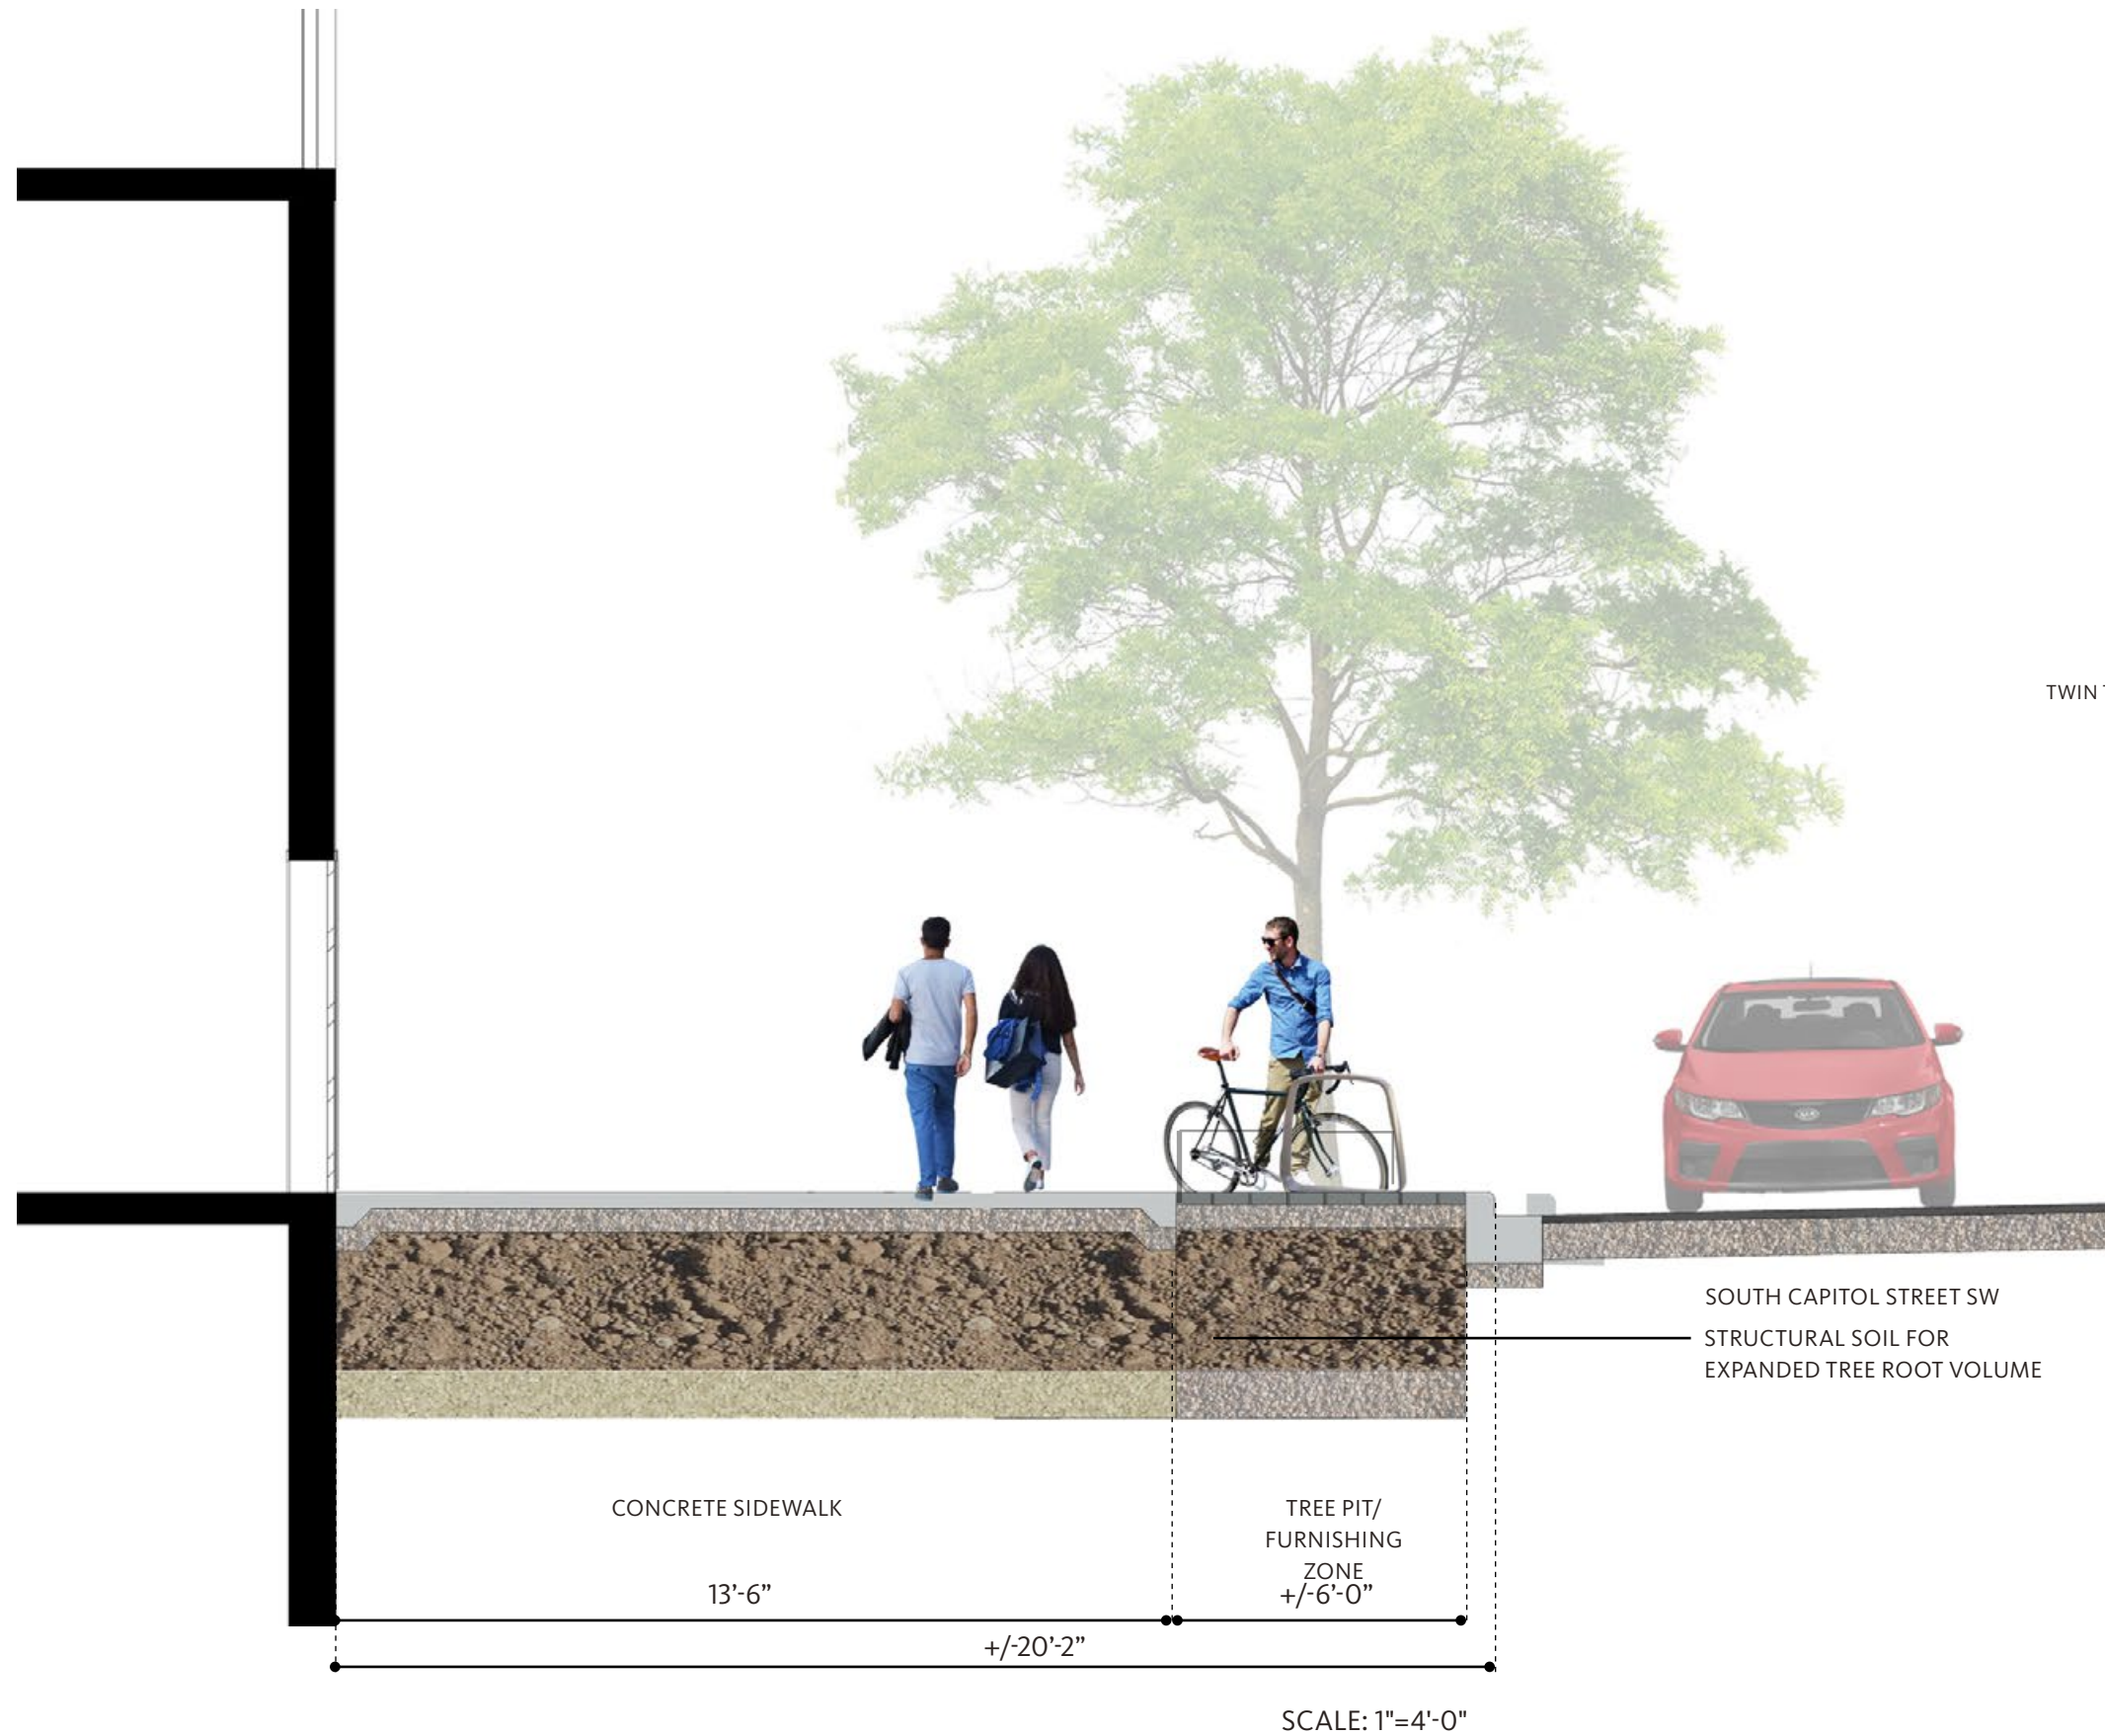 TWIN
SOUTH CAPITOL STREET SW
STRUCTURAL SOIL FOR
EXPANDED TREE ROOT VOLUME
CONCRETE SIDEWALK
TREE PIT/
FURNISHING
ZONE
13’-6”
+/-6’-0”
+/-20’-2”
SCALE: 1"=4'-0"